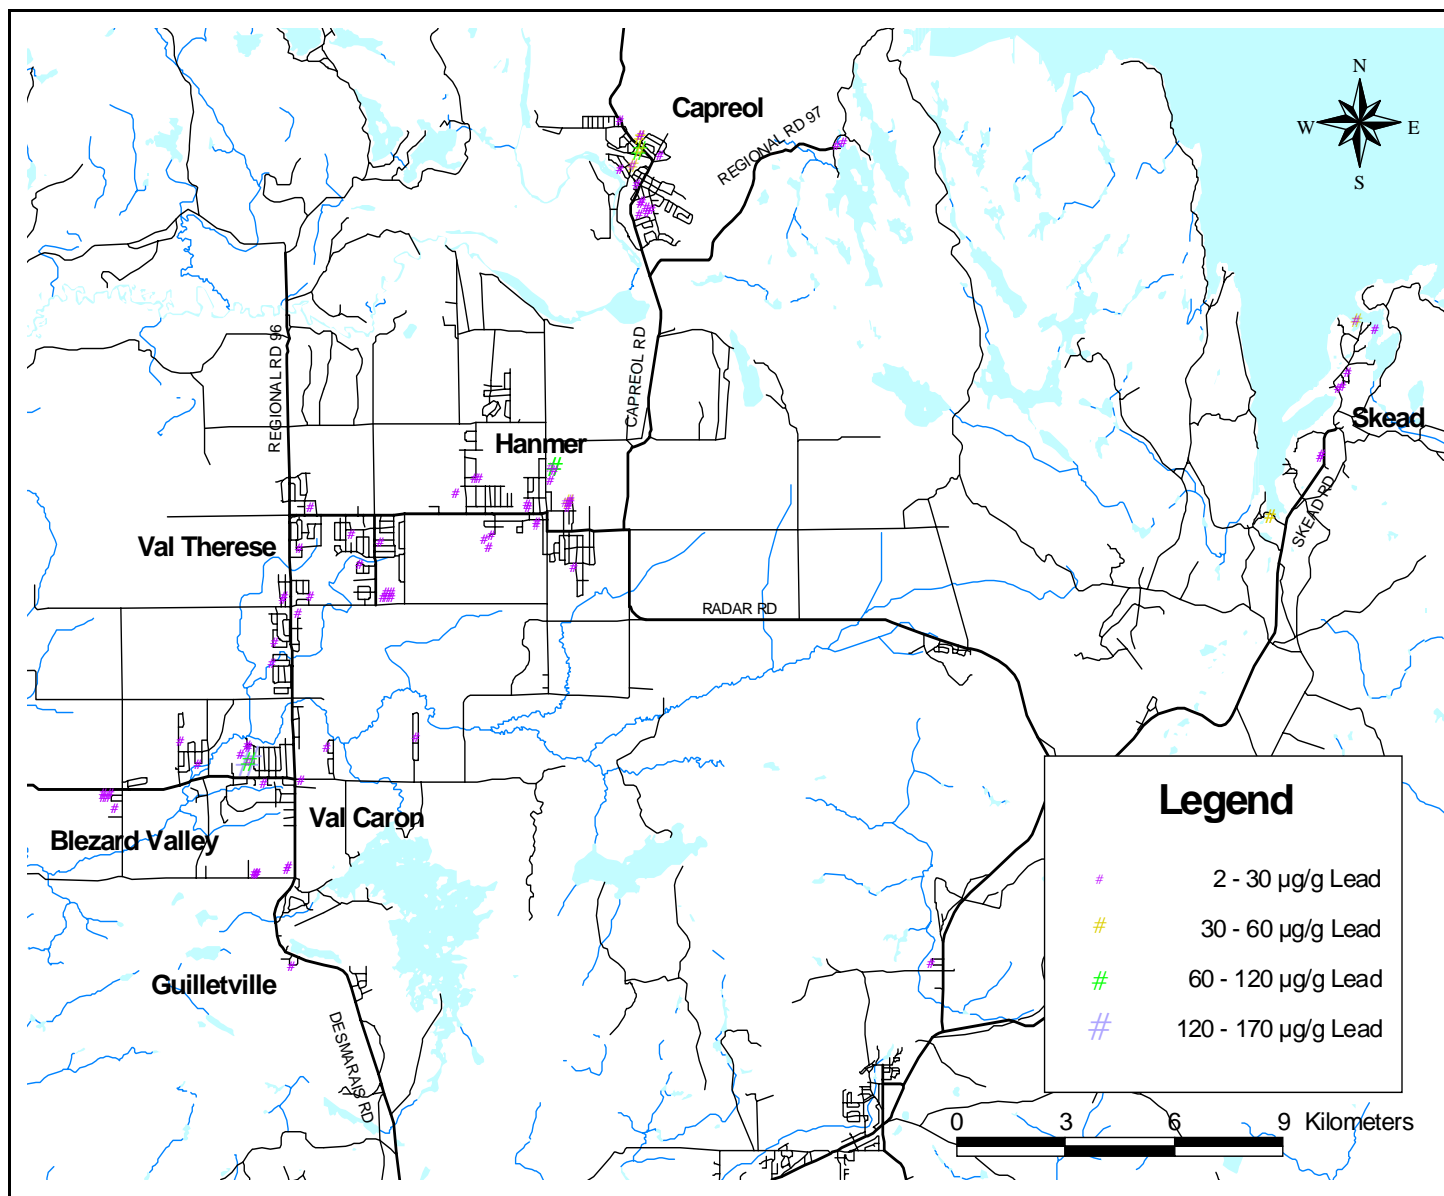 N
W E
S
Capreol
REGIONAL RD 97
REGIONAL RD 96
CAPREOL RD
Hanmer
Skead
SKEAD RD
Val Therese
RADAR RD
Val Caron
Blezard Valley
Guilletville
DESMARAIS RD
Legend
# 2 - 30 µg/g Lead
# 30 - 60 µg/g Lead
# 60 - 120 µg/g Lead
# 120 - 170 µg/g Lead
0 3 6 9 Kilometers